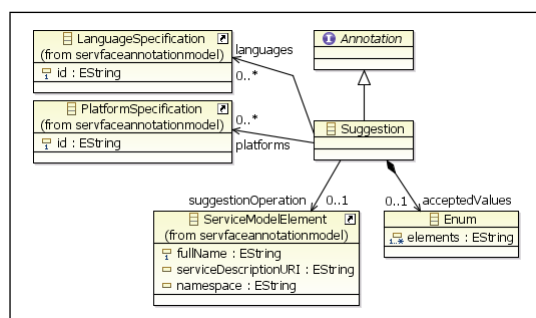 LanguageSpecification
(from servfaceannotationmodel)
id : EString
languages
0..*
Annotation
PlatformSpecification
(from servfaceannotationmodel)
id : EString
0..*
platforms
Suggestion
suggestionOperation
0..1
0..1
acceptedValues
ServiceModelElement
(from servfaceannotationmodel)
fullName : EString
serviceDescriptionURI : EString
namespace : EString
Enum
elements : EString